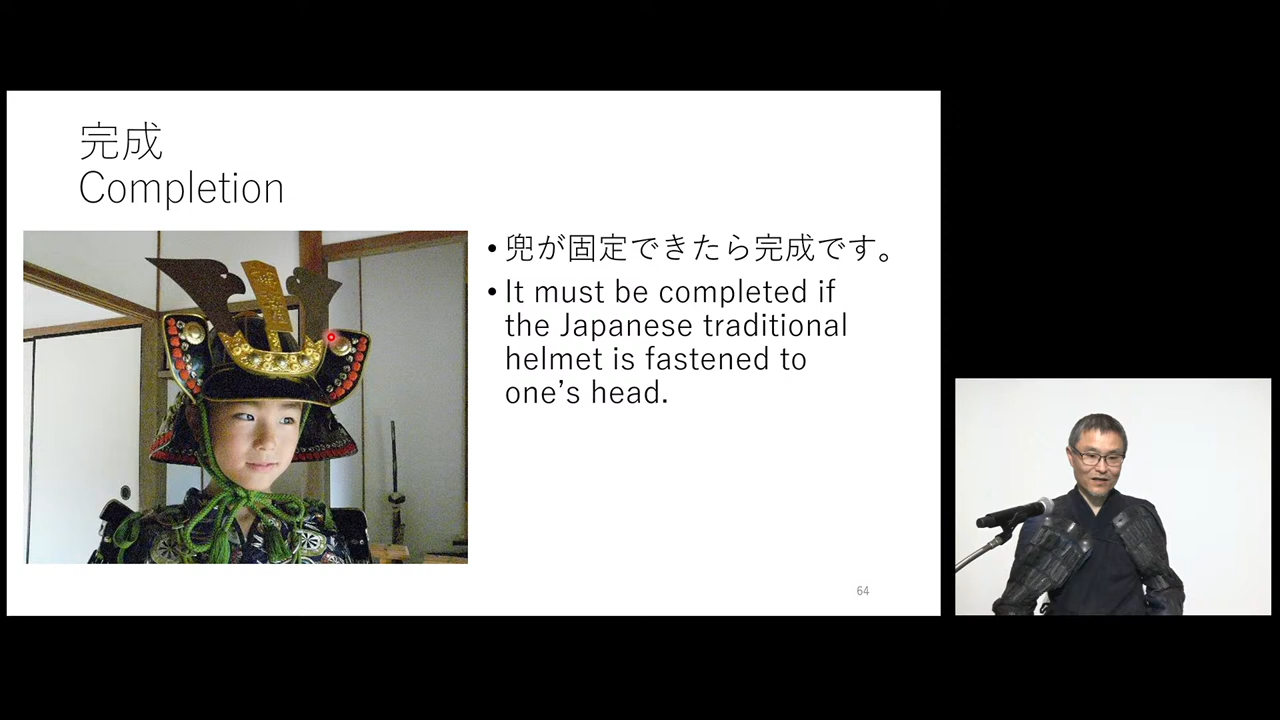 完成
Completion
• 兜が固定できたら完成です。
• It must be completed if
the Japanese traditional
helmet is fastened to
one’s head.
64